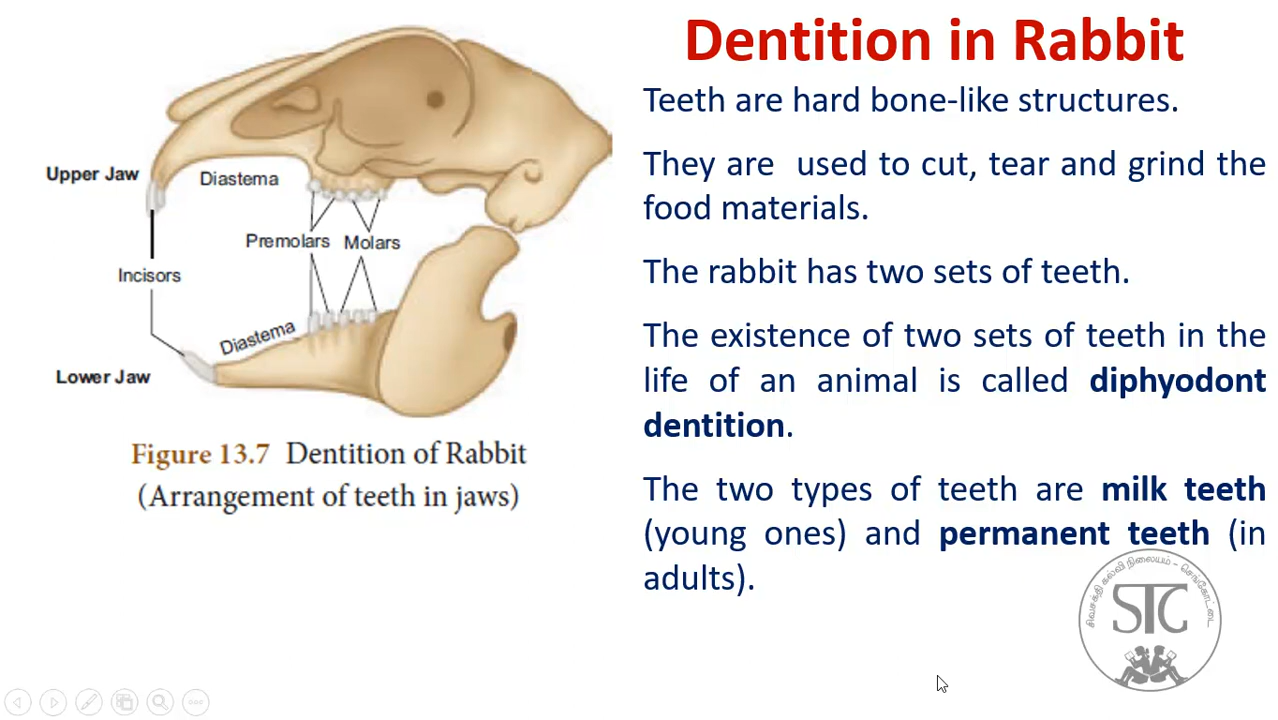 Dentition in Rabbit
Teeth are hard bone-like structures.
They are used to cut, tear and grind the
food materials.
The rabbit has two sets of teeth.
The existence of two sets of teeth in the
life of an animal is called diphyodont
dentition.
The two types of teeth are milk teeth
(young ones) and permanent teeth (in
adults).
Upper Jaw
Diastema
Premolars
Molars
Incisors
Diastema
Lower Jaw
Figure 13.7 Dentition of Rabbit
(Arrangement of teeth in jaws)
சிவசக்தி கல்வி நிலையம் - செங்கோட்டை
STC